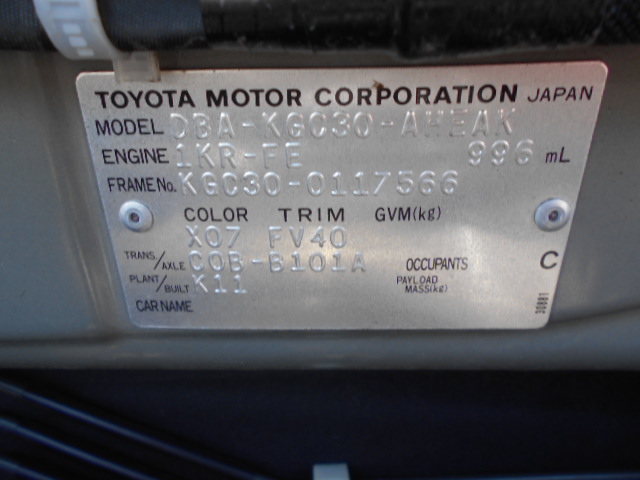 TOYOTA MOTOR CORPORATION JAPAN
MODEL DBA-KGC30-AHEAK
ENGINE 1KR-FE 996 mL
FRAME No. KGC30-0117566
COLOR TRIM GVM(kg)
X07 FV40
TRANS/AXLE C0B-B101A OCCUPANTS C
PLANT/BUILT K11 PAYLOAD MASS(kg)
CAR NAME
30881